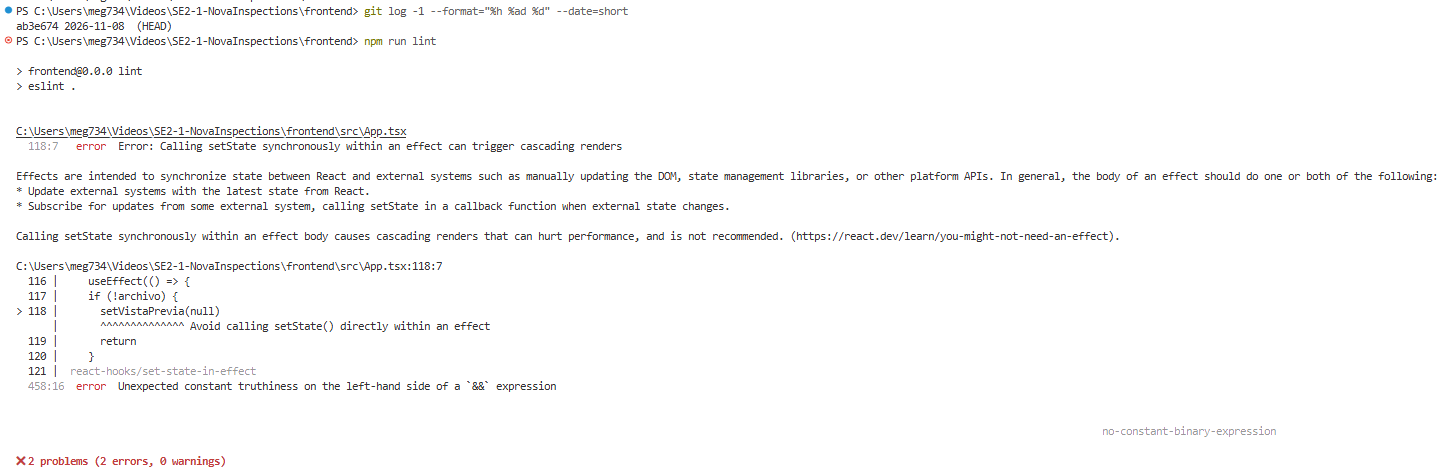 PS C:\Users\meg734\Videos\SE2-1-NovaInspections\frontend> git log -1 --format="%h %ad %d" --date=short
ab3e674 2026-11-08  (HEAD)
PS C:\Users\meg734\Videos\SE2-1-NovaInspections\frontend> npm run lint
> frontend@0.0.0 lint
> eslint .
C:\Users\meg734\Videos\SE2-1-NovaInspections\frontend\src\App.tsx
118:7   error  Error: Calling setState synchronously within an effect can trigger cascading renders
Effects are intended to synchronize state between React and external systems such as manually updating the DOM, state management libraries, or other platform APIs. In general, the body of an effect should do one or both of the following:
* Update external systems with the latest state from React.
* Subscribe for updates from some external system, calling setState in a callback function when external state changes.
Calling setState synchronously within an effect body causes cascading renders that can hurt performance, and is not recommended. (https://react.dev/learn/you-might-not-need-an-effect).
C:\Users\meg734\Videos\SE2-1-NovaInspections\frontend\src\App.tsx:118:7
116 |     useEffect(() => {
117 |     if (!archivo) {
> 118 |       setVistaPrevia(null)
|       ^^^^^^^^^^^^^^ Avoid calling setState() directly within an effect
119 |       return
120 |     }
121 |  react-hooks/set-state-in-effect
458:16  error  Unexpected constant truthiness on the left-hand side of a `&&` expression
no-constant-binary-expression
✖ 2 problems (2 errors, 0 warnings)